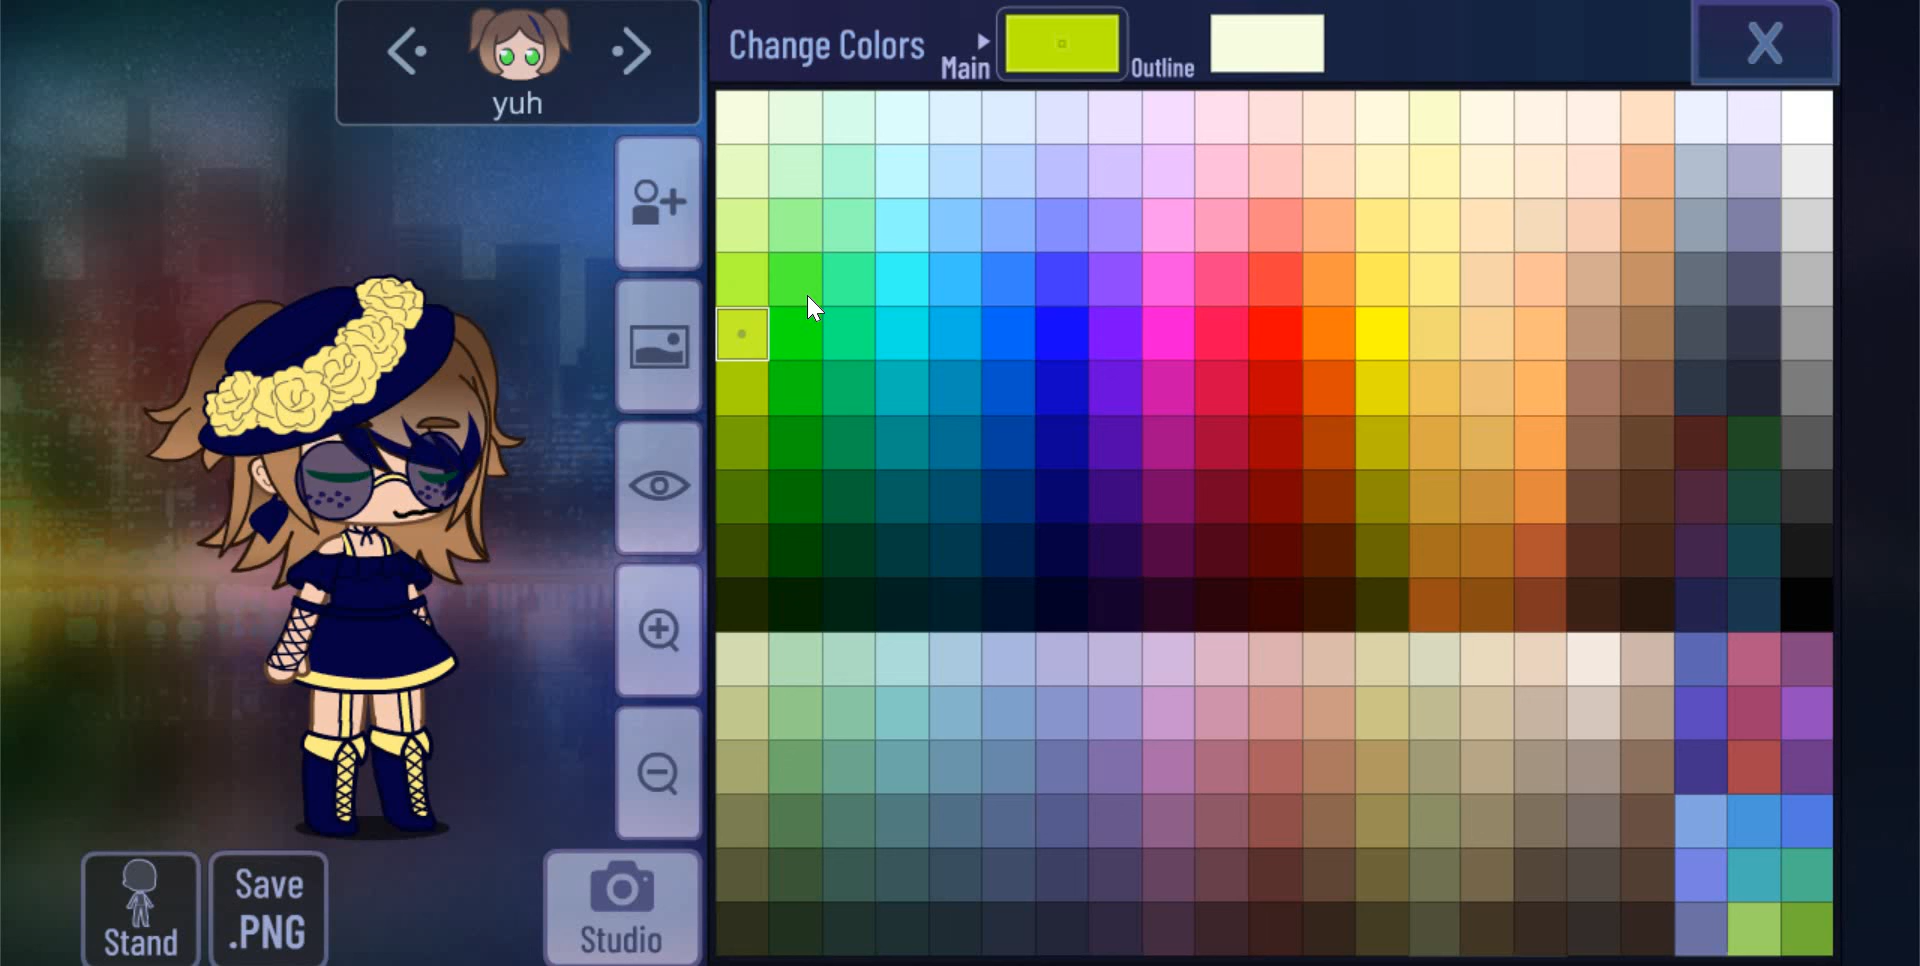 yuh
Change Colors
Main
Outline
X
Stand
Save
.PNG
Studio